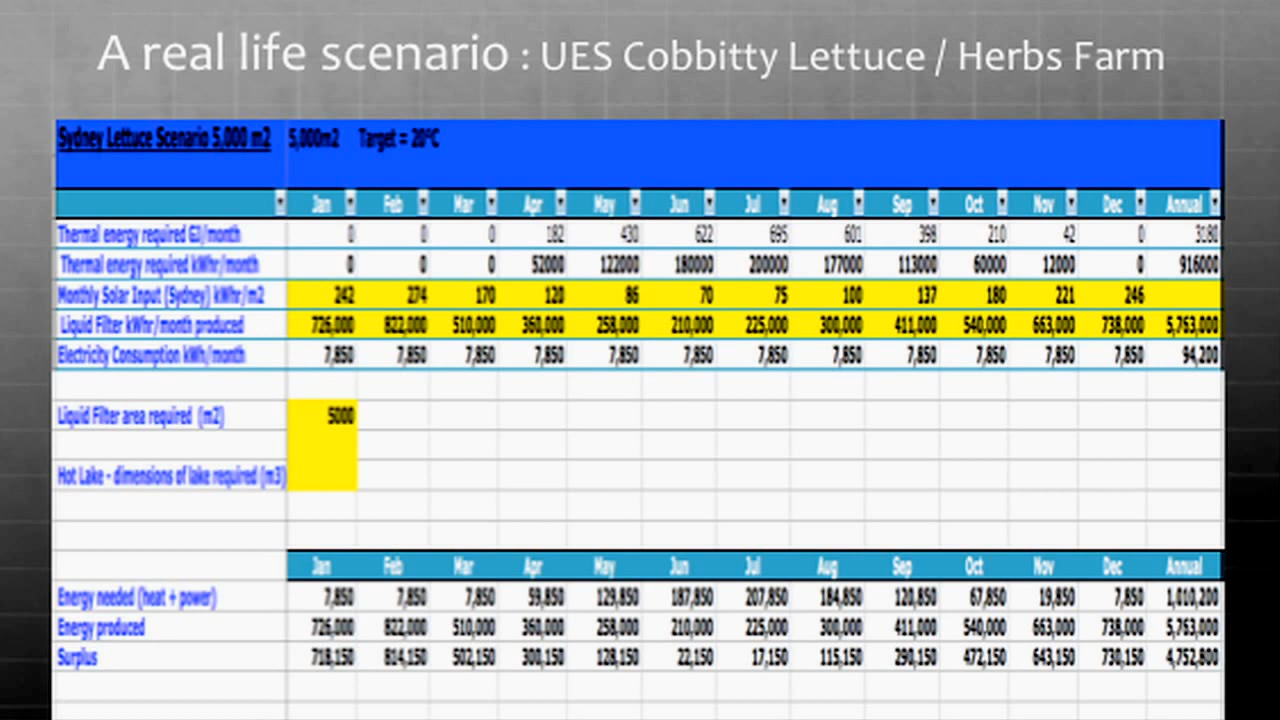 A real life scenario : UES Cobbitty Lettuce / Herbs Farm
Sydney Lettuce Scenario 5,000 m2 5,000m2 Target = 20°C
Jan Feb Mar Apr May Jun Jul Aug Sep Oct Nov Dec Annual
Thermal energy required GJ/month 0 0 0 182 430 622 695 601 398 210 42 0 3180
Thermal energy required kWhr/month 0 0 0 52000 122000 180000 200000 177000 113000 60000 12000 0 916000
Monthly Solar Input (Sydney) kWhr/m2 242 274 170 120 86 70 75 100 137 180 221 246
Liquid Filter kWhr/month produced 726,000 822,000 510,000 360,000 258,000 210,000 225,000 300,000 411,000 540,000 663,000 738,000 5,763,000
Electricity Consumption kWh/month 7,850 7,850 7,850 7,850 7,850 7,850 7,850 7,850 7,850 7,850 7,850 7,850 94,200
Liquid Filter area required (m2) 5000
Hot Lake - dimensions of lake required (m3)
Jan Feb Mar Apr May Jun Jul Aug Sep Oct Nov Dec Annual
Energy needed (heat + power) 7,850 7,850 7,850 59,850 129,850 187,850 207,850 184,850 120,850 67,850 19,850 7,850 1,010,200
Energy produced 726,000 822,000 510,000 360,000 258,000 210,000 225,000 300,000 411,000 540,000 663,000 738,000 5,763,000
Surplus 718,150 814,150 502,150 300,150 128,150 22,150 17,150 115,150 290,150 472,150 643,150 730,150 4,752,800